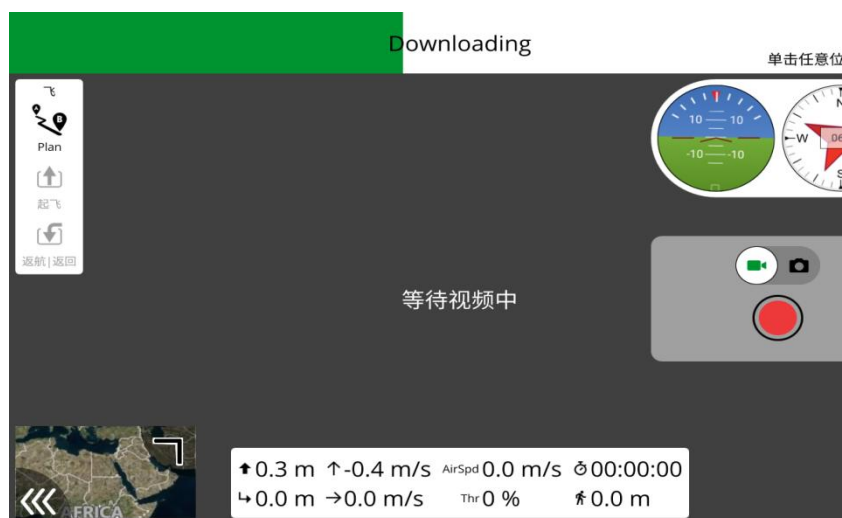 Downloading
单击任意位
飞
Plan
起飞
返航|返回
10 10
-10 -10
N
W
06
S
等待视频中
AFRICA
0.3 m ↑-0.4 m/s AirSpd 0.0 m/s 00:00:00
0.0 m →0.0 m/s Thr 0 % 0.0 m